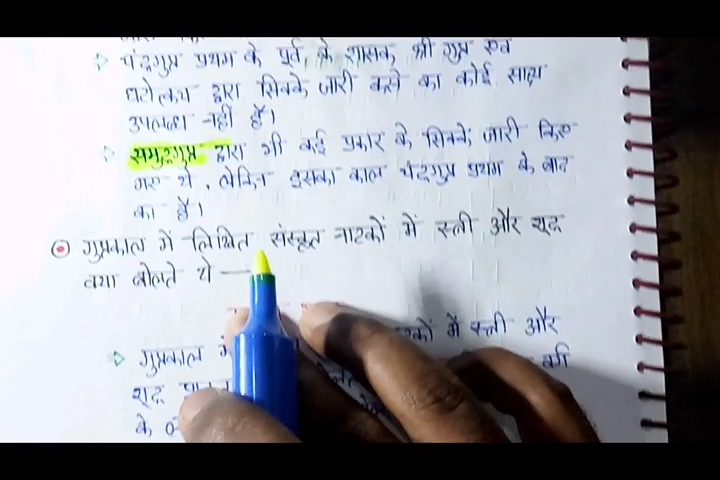 ▷ चंद्रगुप्त प्रथम के पूर्व, के शासक, श्री गुप्त एवं
घटोत्कच द्वारा सिक्के जारी करने का कोई साक्ष्य
उपलब्ध नहीं है।
▷ समुद्रगुप्त द्वारा भी कई प्रकार के सिक्के जारी किए
गए थे, लेकिन इसका काल चंद्रगुप्त प्रथम के बाद
का है।
गुप्तकाल में लिखित संस्कृत नाटकों में स्त्री और शूद्र
क्या बोलते थे —
▷ गुप्तकाल में स्त्री और
शूद्र की
के